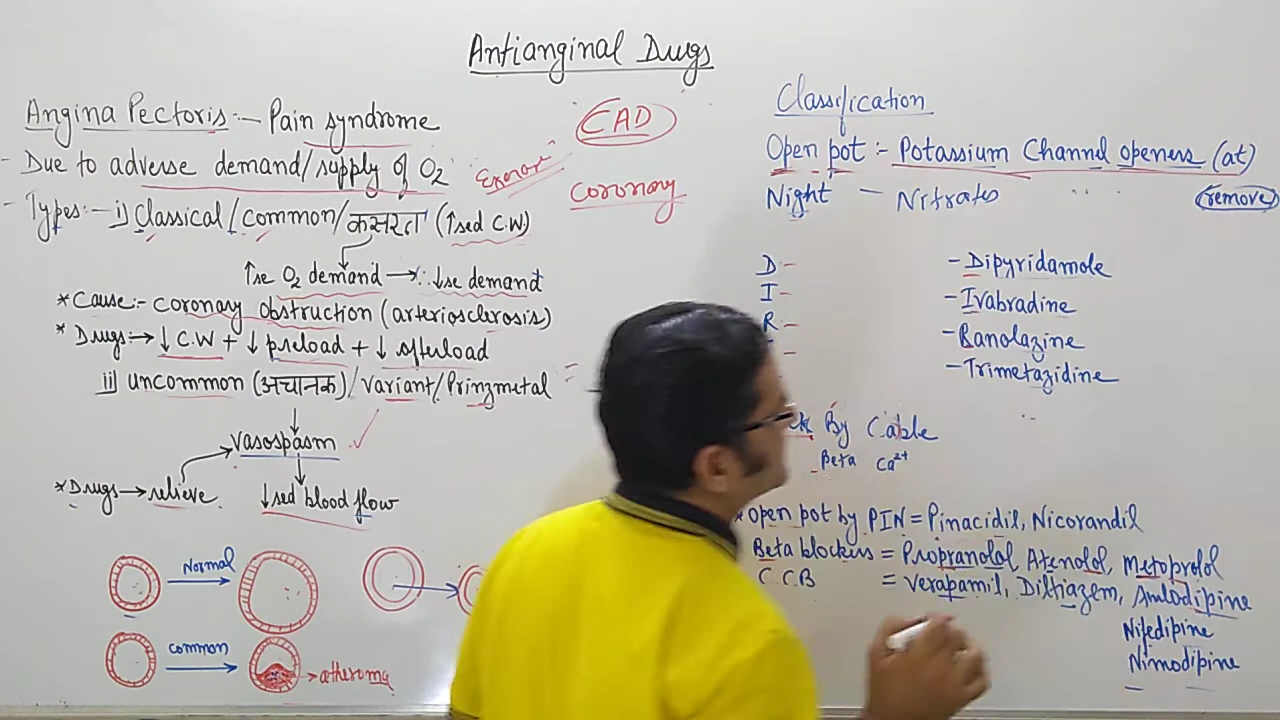 Antianginal Drugs
Angina Pectoris:- Pain syndrome
- Due to adverse demand/supply of O2
- Types:- i) Classical/common/कसरत (↑sed C.W)
↑se O2 demand → ∴ ↓se demand
* Cause:- coronary obstruction (arteriosclerosis)
* Drugs→ ↓ C.W + ↓ preload + ↓ afterload
ii) uncommon (अचानक)/variant/Prinzmetal =
Vasospasm ✓
* Drugs → relieve
↓sed blood flow
Normal
common
→ atheroma
CAD
coronary
Classification
Open pot :- Potassium Channel openers (at)
Night - Nitrates
remove
D - - Dipyridamole
I - - Ivabradine
R - - Ranolazine
- - Trimetazidine
By Cable
Beta Ca2+
* Open pot by PIN = Pinacidil, Nicorandil
Beta blockers = Propranolol Atenolol, Metoprolol
C.C.B = Verapamil, Diltiazem, Amlodipine
Nifedipine
Nimodipine